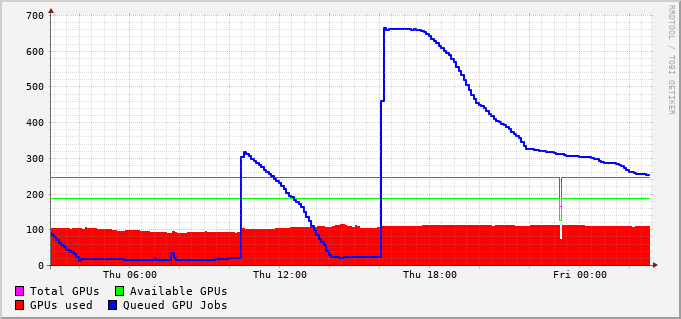 700
600
500
400
300
200
100
0
Thu 06:00 Thu 12:00 Thu 18:00 Fri 00:00
Total GPUs Available GPUs
GPUs used Queued GPU Jobs
RRDTOOL / TOBI OETIKER